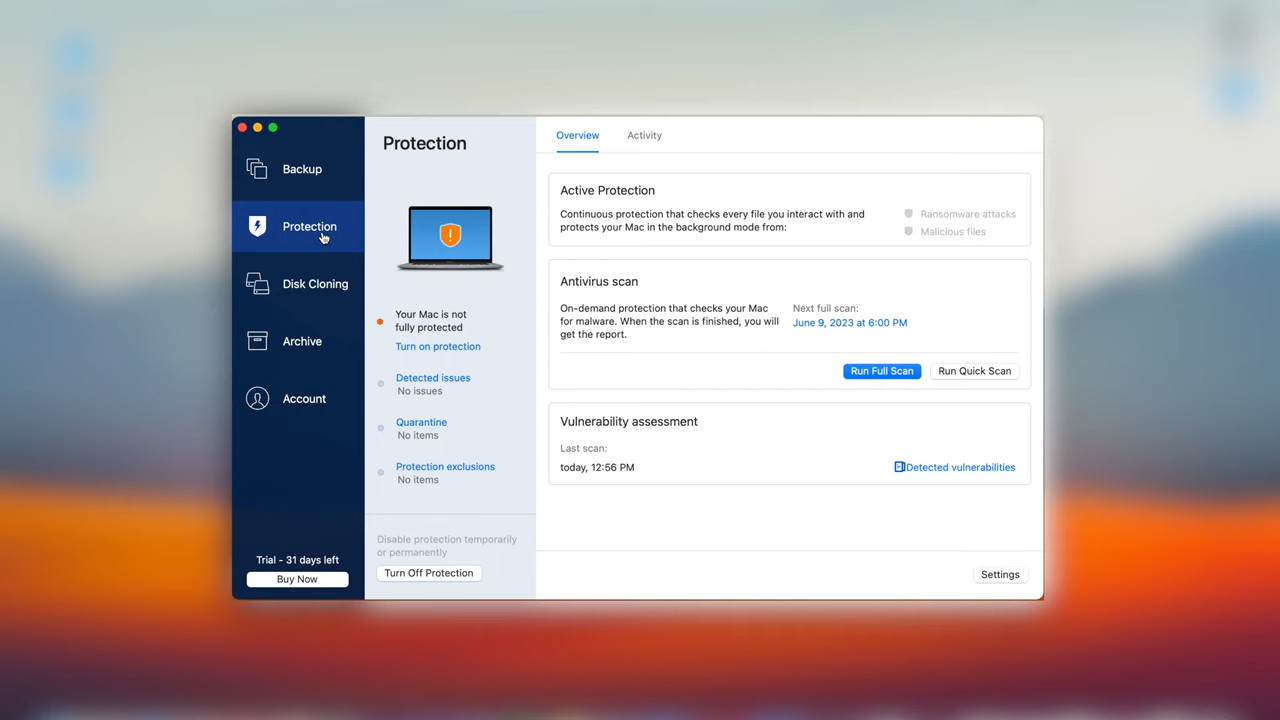 Backup
Protection
Disk Cloning
Archive
Account
Trial - 31 days left
Buy Now
Protection
Your Mac is not
fully protected
Turn on protection
Detected issues
No issues
Quarantine
No items
Protection exclusions
No items
Disable protection temporarily
or permanently
Turn Off Protection
Overview
Activity
Active Protection
Continuous protection that checks every file you interact with and
protects your Mac in the background mode from:
Ransomware attacks
Malicious files
Antivirus scan
On-demand protection that checks your Mac
for malware. When the scan is finished, you will
get the report.
Next full scan:
June 9, 2023 at 6:00 PM
Run Full Scan
Run Quick Scan
Vulnerability assessment
Last scan:
today, 12:56 PM
Detected vulnerabilities
Settings